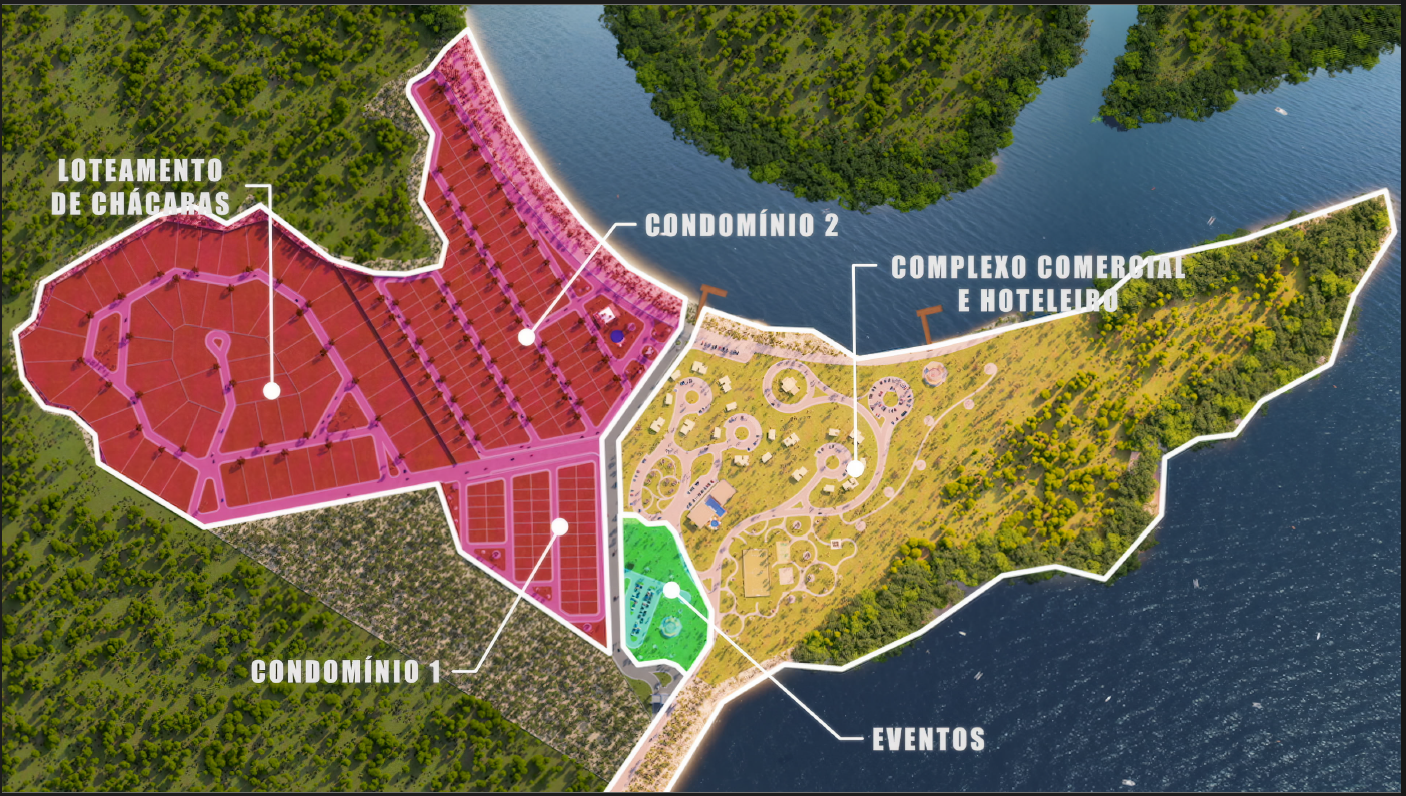 LOTEAMENTO
DE CHÁCARAS
CONDOMÍNIO 2
COMPLEXO COMERCIAL
E HOTELEIRO
CONDOMÍNIO 1
EVENTOS